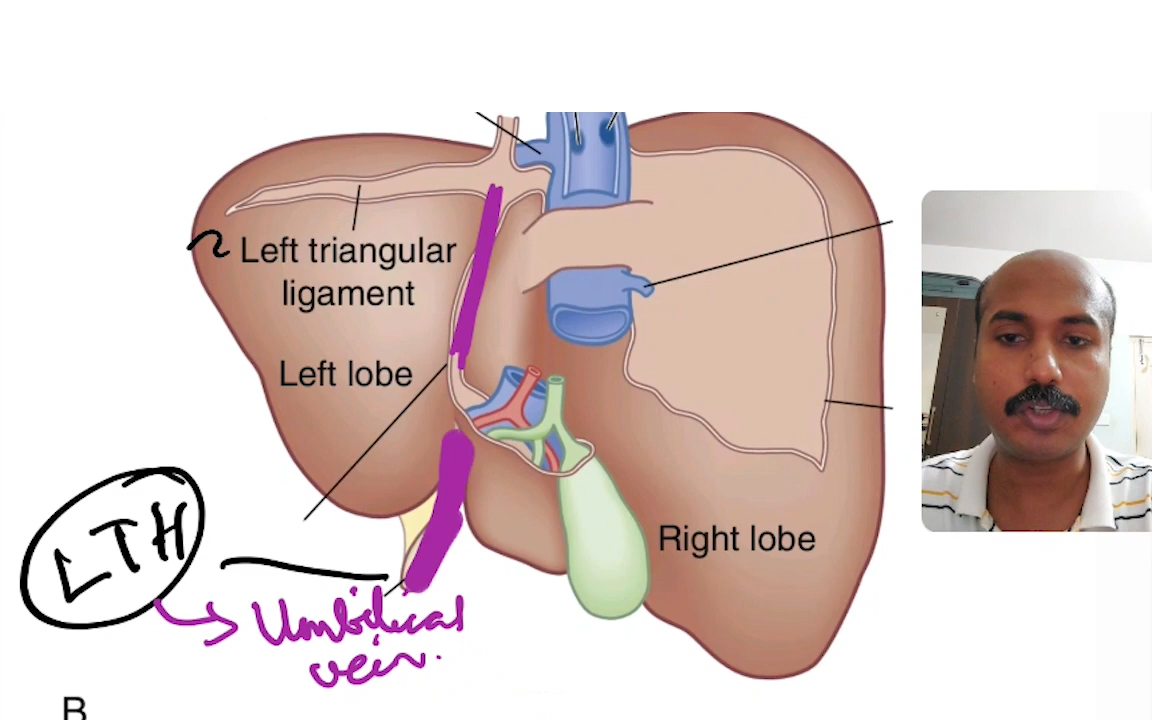 Left triangular
ligament
Left lobe
LTH
Right lobe
Umbilical
vein.
B